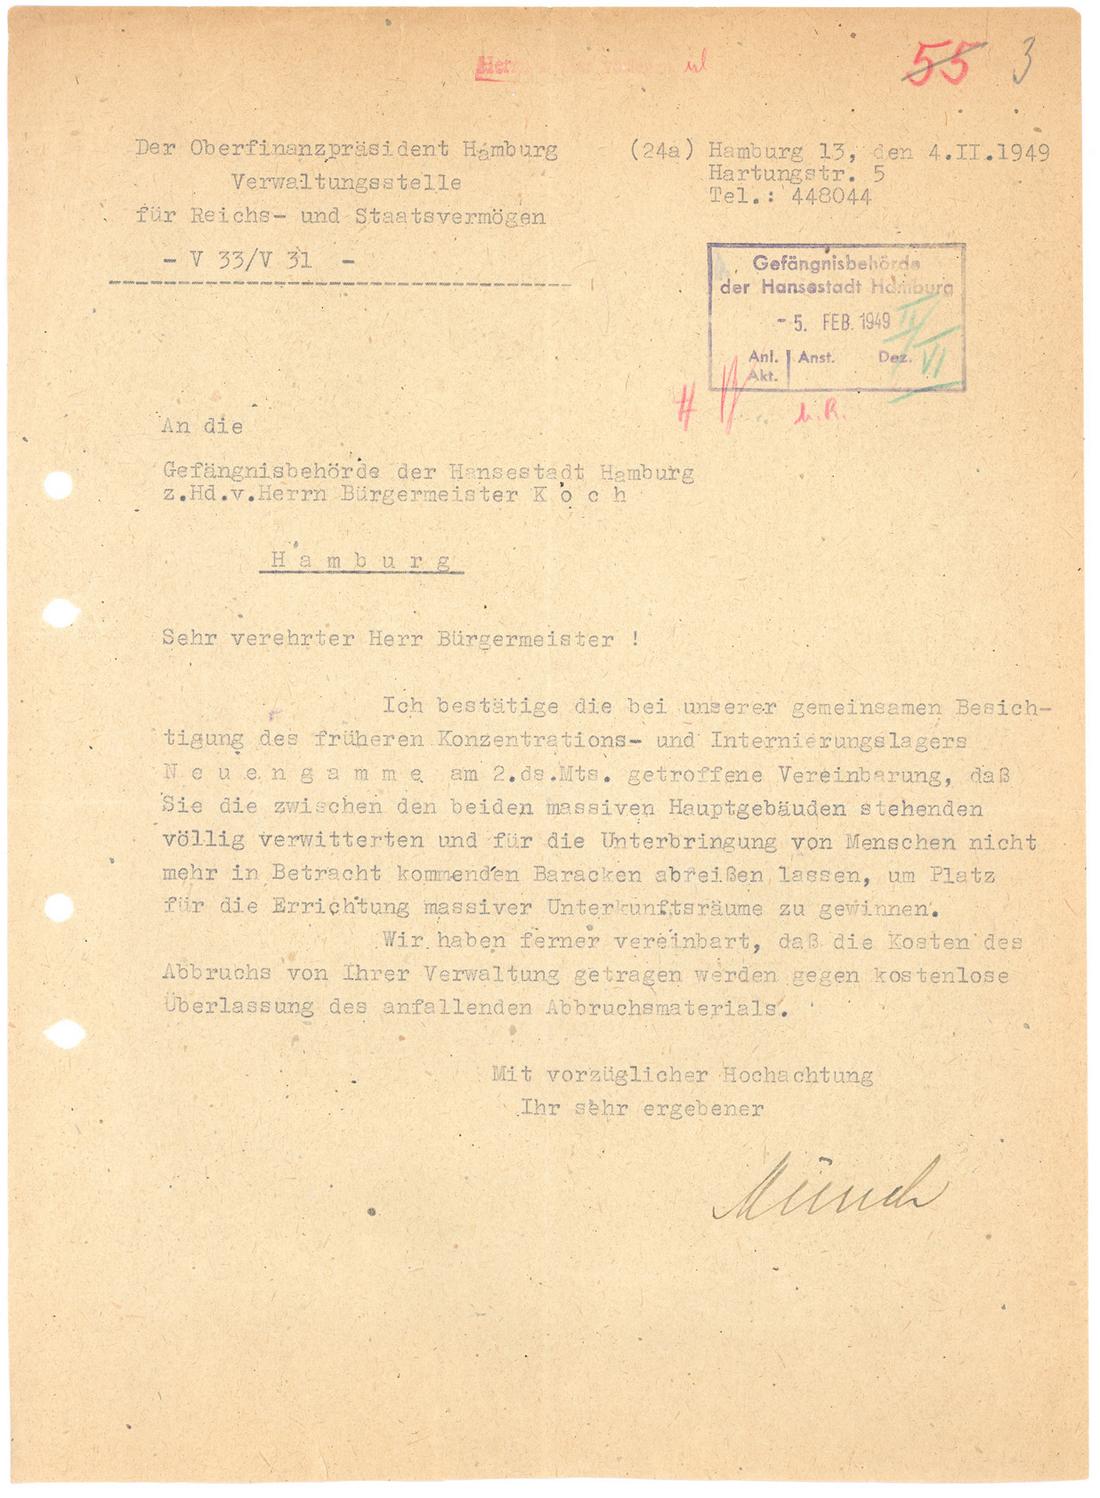 55 3
Der Oberfinanzpräsident Hamburg
Verwaltungsstelle
für Reichs- und Staatsvermögen
- V 33/V 31 -
(24a) Hamburg 13, den 4.II.1949
Hartungstr. 5
Tel.: 448044
Gefängnisbehörde
der Hansestadt Hamburg
- 5. FEB. 1949
Anl. Anst. Dez.
Akt.
IV
VI
An die
Gefängnisbehörde der Hansestadt Hamburg
z.Hd.v.Herrn Bürgermeister K o c h
H a m b u r g
Sehr verehrter Herr Bürgermeister !
Ich bestätige die bei unserer gemeinsamen Besich-
tigung des früheren Konzentrations- und Internierungslagers
N e u e n g a m m e am 2.ds.Mts. getroffene Vereinbarung, daß
Sie die zwischen den beiden massiven Hauptgebäuden stehenden
völlig verwitterten und für die Unterbringung von Menschen nicht
mehr in Betracht kommenden Baracken abreißen lassen, um Platz
für die Errichtung massiver Unterkunftsräume zu gewinnen.
Wir haben ferner vereinbart, daß die Kosten des
Abbruchs von Ihrer Verwaltung getragen werden gegen kostenlose
Überlassung des anfallenden Abbruchsmaterials.
Mit vorzüglicher Hochachtung
Ihr sehr ergebener
Münch